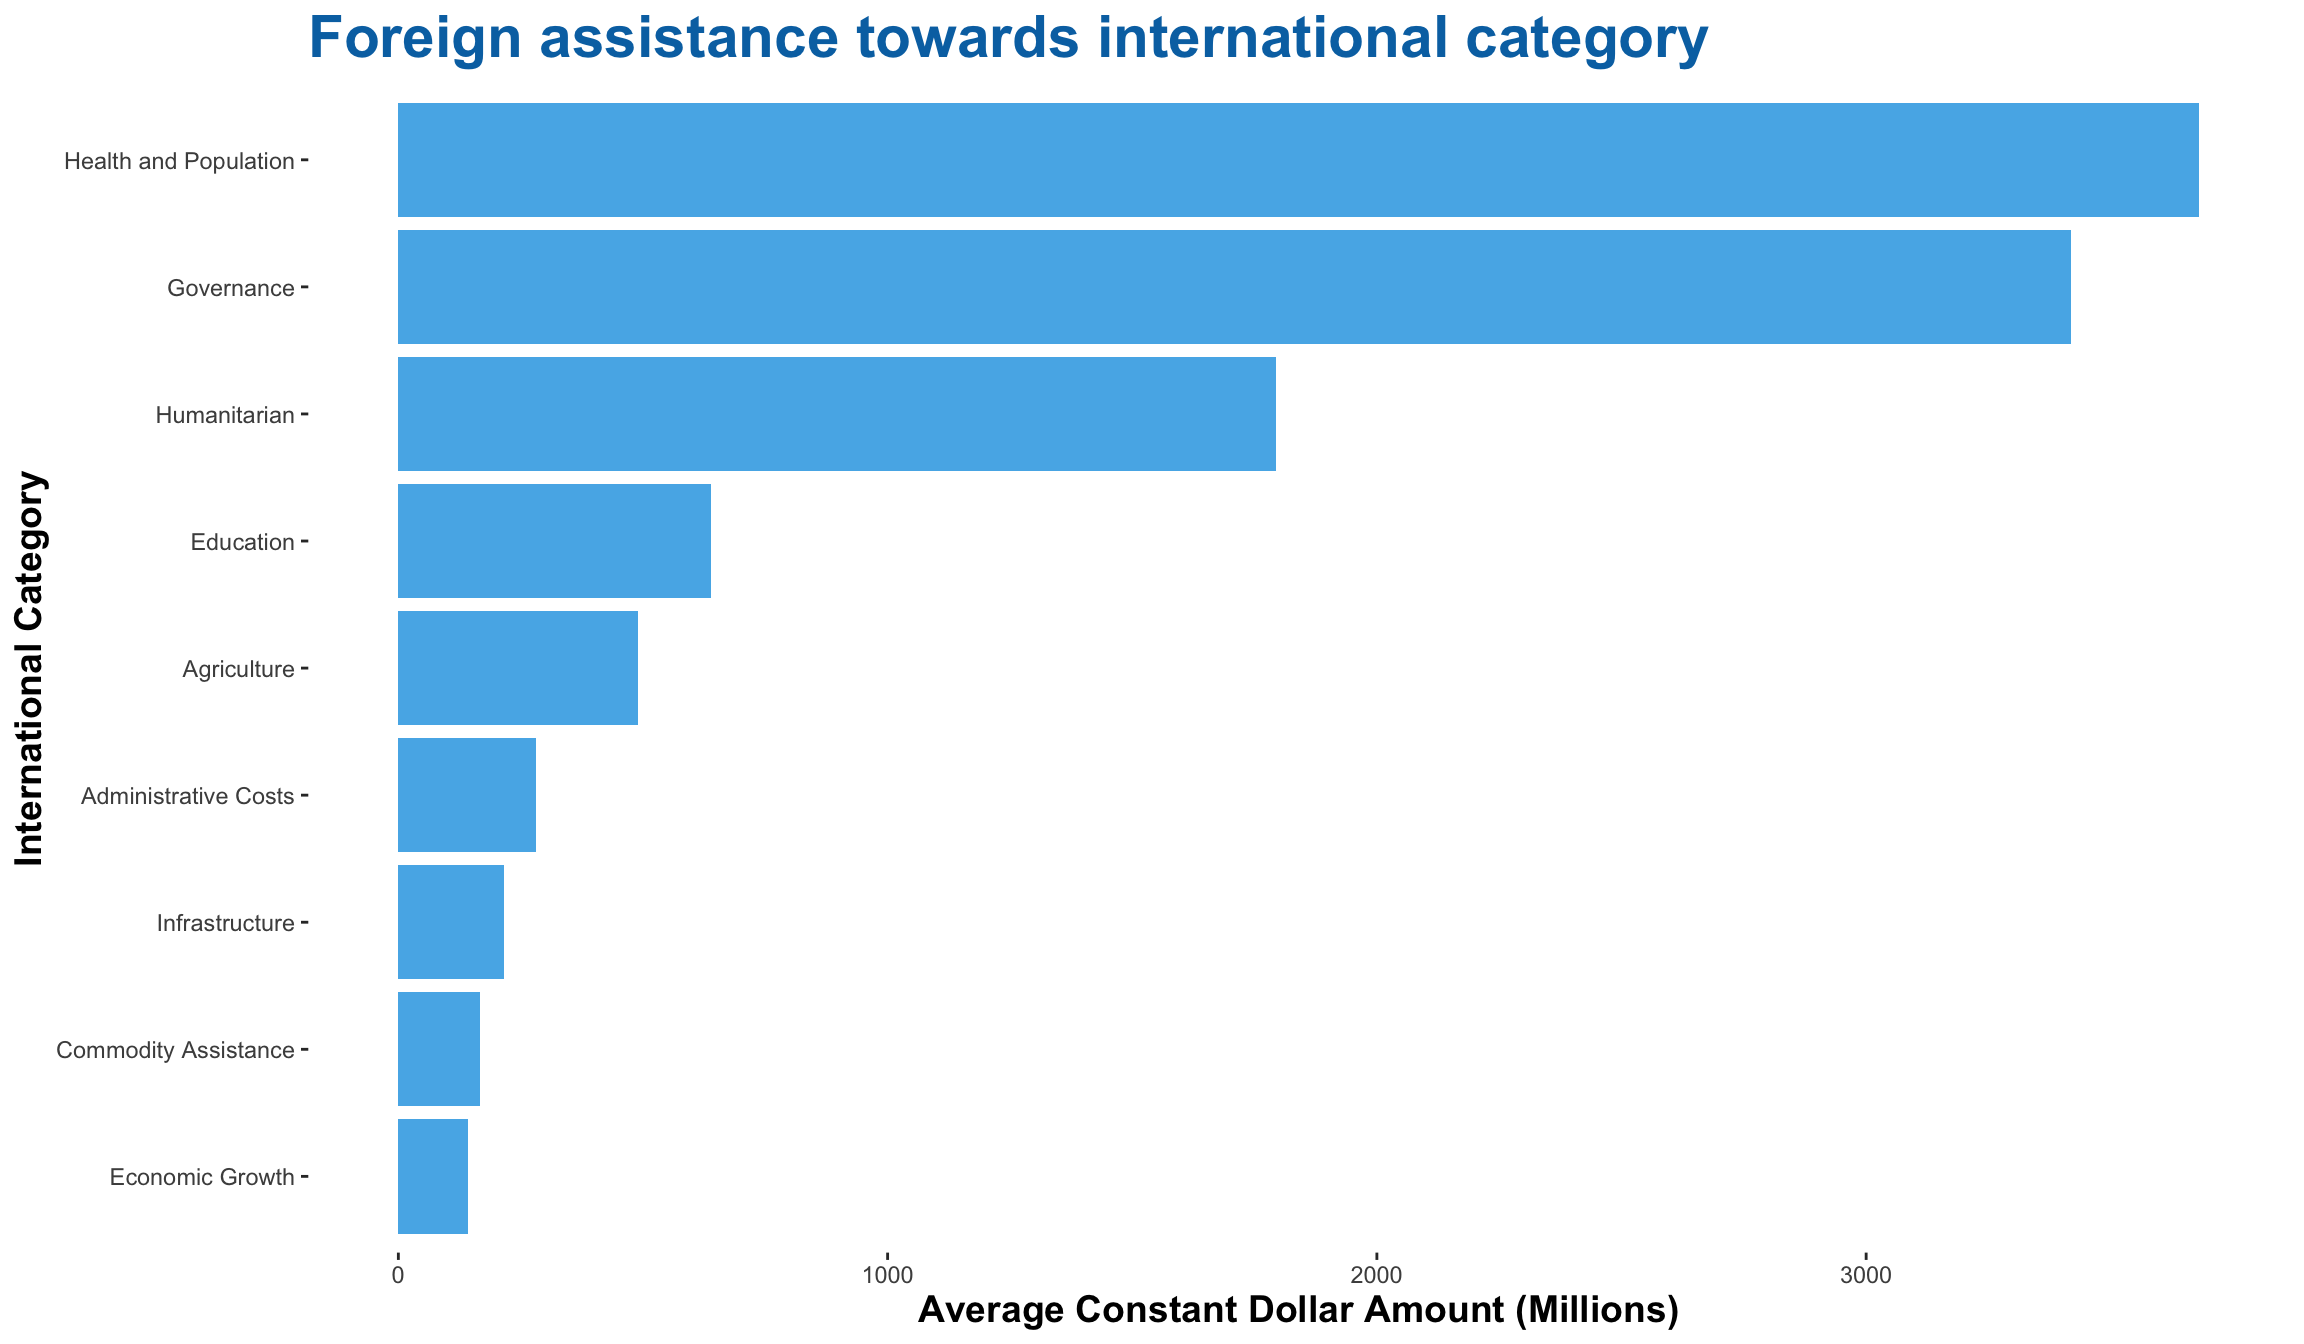 Foreign assistance towards international category
International Category
Health and Population
Governance
Humanitarian
Education
Agriculture
Administrative Costs
Infrastructure
Commodity Assistance
Economic Growth
0 1000 2000 3000
Average Constant Dollar Amount (Millions)